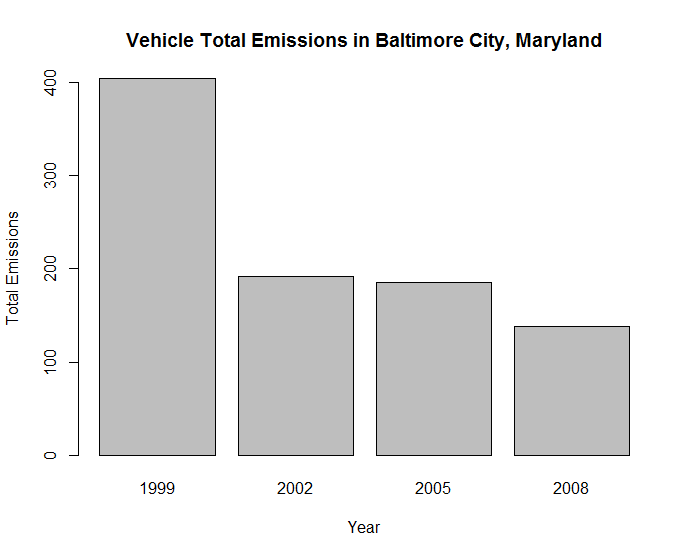 Vehicle Total Emissions in Baltimore City, Maryland
Total Emissions
400
300
200
100
0
1999 2002 2005 2008
Year